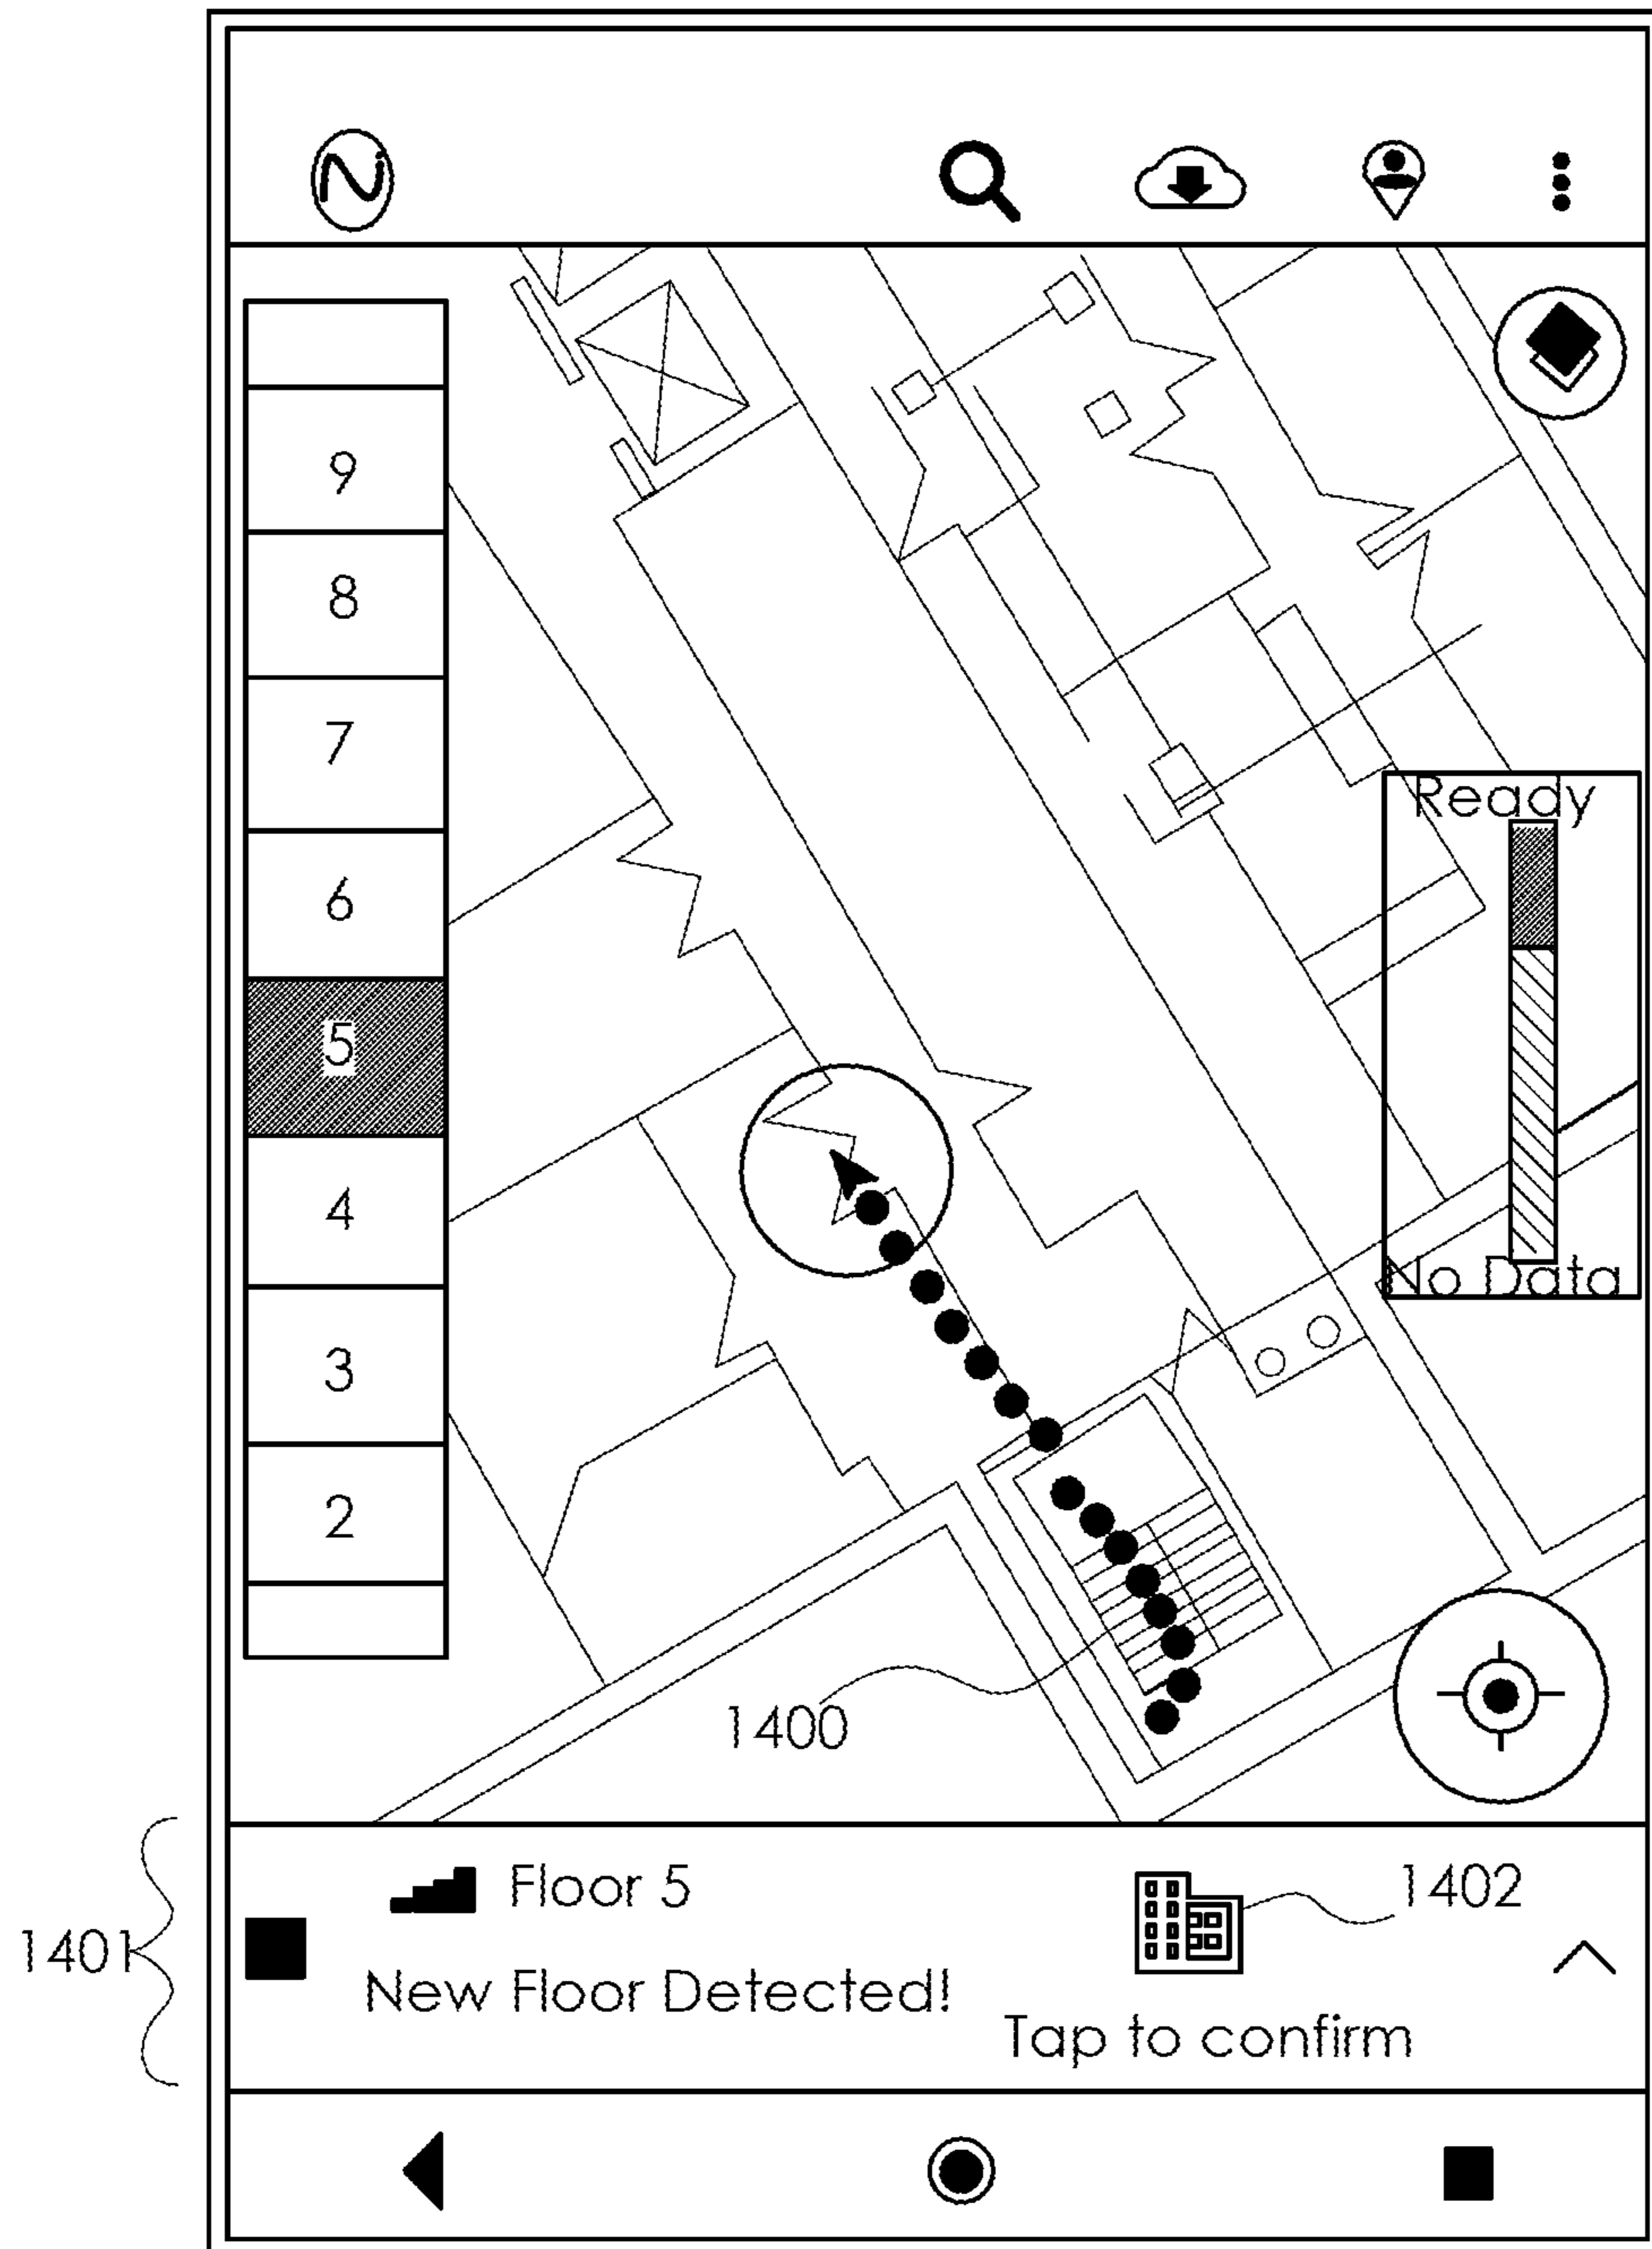 9
8
7
6
5
4
3
2
Ready
No Data
1400
1401
Floor 5
1402
New Floor Detected!
Tap to confirm